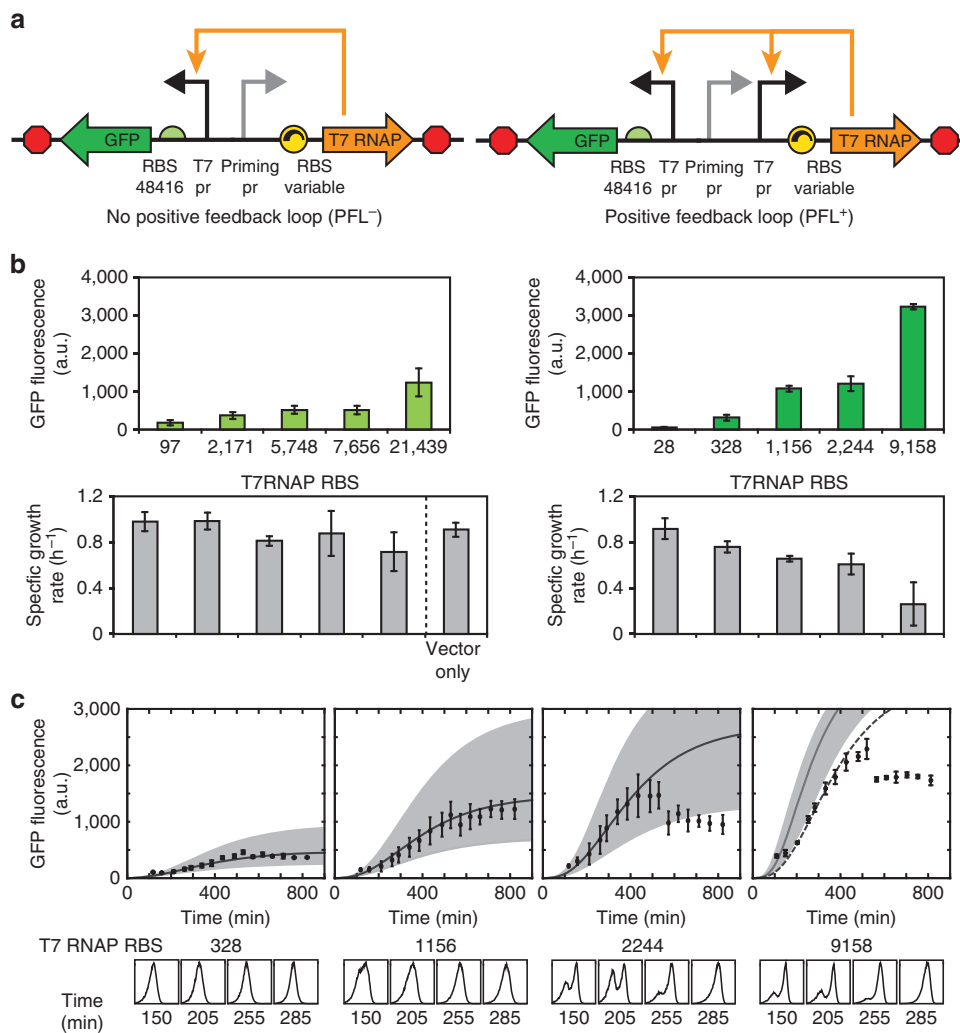 a
GFP
T7 RNAP
RBS T7 Priming RBS
48416 pr pr variable
No positive feedback loop (PFL⁻)
GFP
T7 RNAP
RBS T7 Priming T7 RBS
48416 pr pr pr variable
Positive feedback loop (PFL⁺)
b
GFP fluorescence
(a.u.)
4,000
3,000
2,000
1,000
0
97 2,171 5,748 7,656 21,439
T7RNAP RBS
Specfic growth
rate (h⁻¹)
1.2
0.8
0.4
0
Vector
only
GFP fluorescence
(a.u.)
4,000
3,000
2,000
1,000
0
28 328 1,156 2,244 9,158
T7RNAP RBS
Specfic growth
rate (h⁻¹)
1.2
0.8
0.4
0
c
GFP fluorescence
(a.u.)
3,000
2,000
1,000
0
0 400 800
0 400 800
0 400 800
0 400 800
Time (min) Time (min) Time (min) Time (min)
T7 RNAP RBS 328 1156 2244 9158
Time
(min)
150 205 255 285
150 205 255 285
150 205 255 285
150 205 255 285